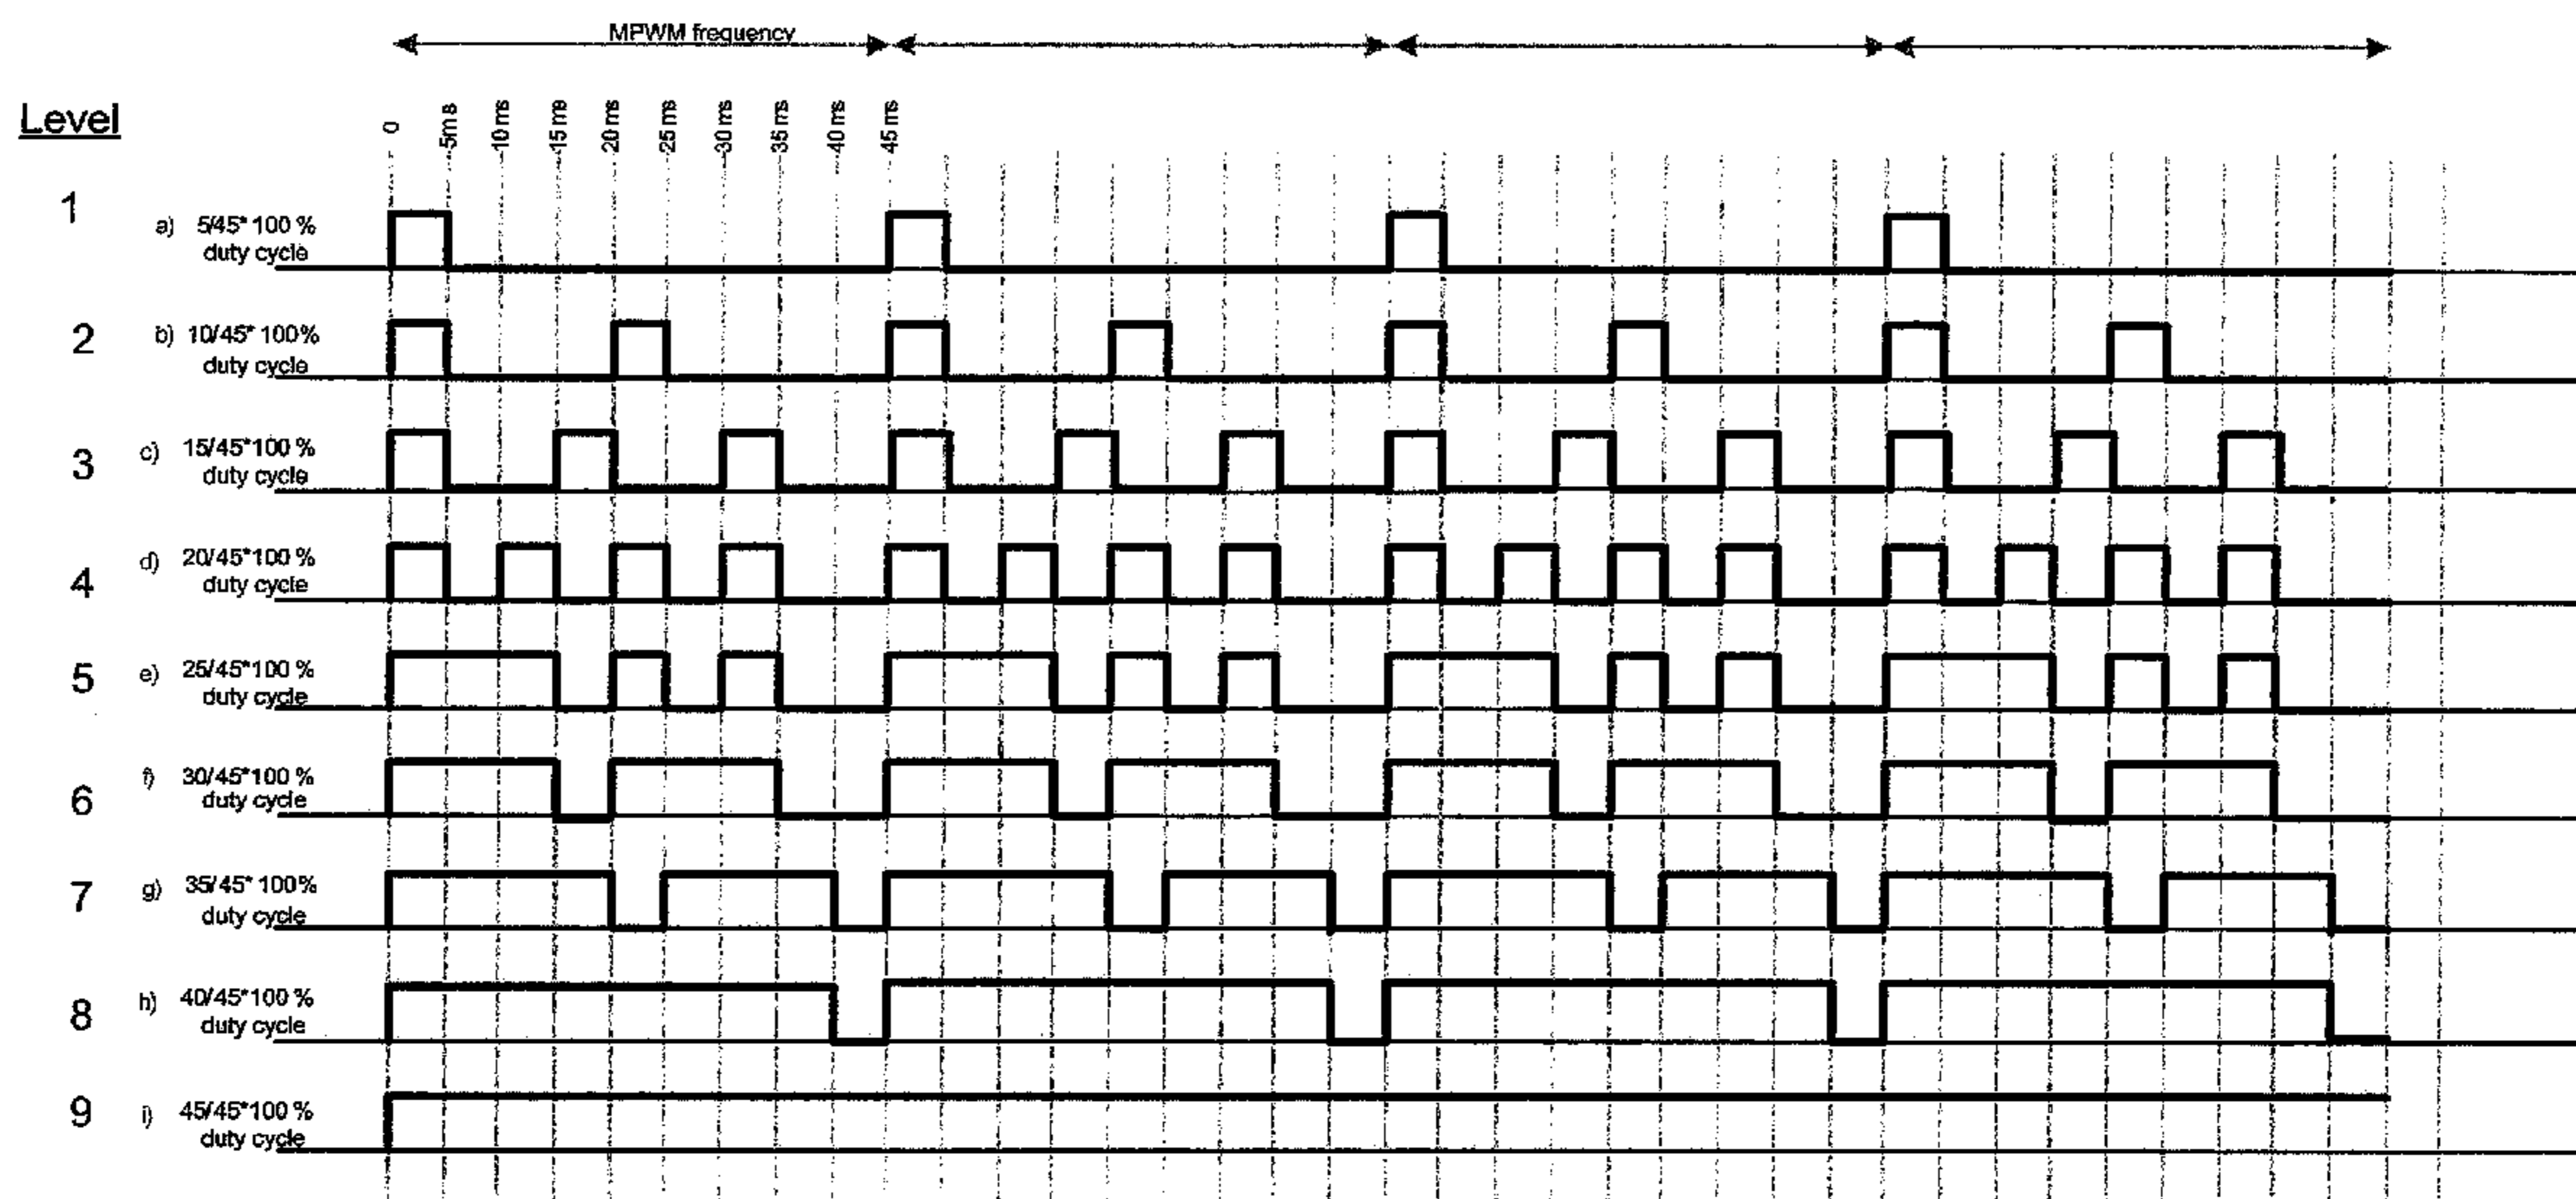 MPWM frequency
Level
0
5ms
10 ms
15 ms
20 ms
25 ms
30 ms
35 ms
40 ms
45 ms
1
a) 5/45*100 %
duty cycle
2
b) 10/45*100%
duty cycle
3
c) 15/45*100 %
duty cycle
4
d) 20/45*100 %
duty cycle
5
e) 25/45*100 %
duty cycle
6
f) 30/45*100 %
duty cycle
7
g) 35/45*100%
duty cycle
8
h) 40/45*100 %
duty cycle
9
i) 45/45*100 %
duty cycle